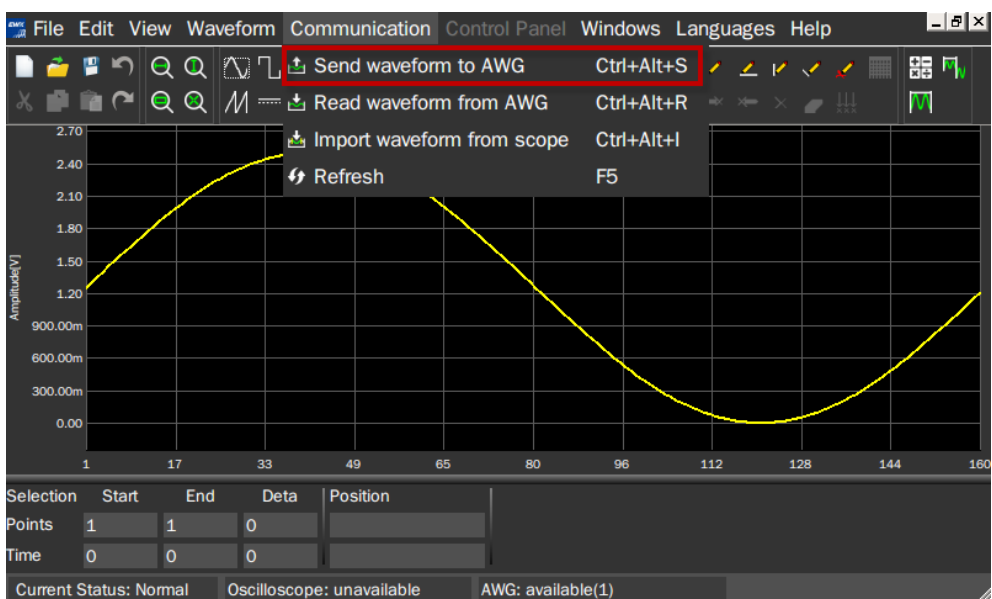 File Edit View Waveform Communication Control Panel Windows Languages Help
Send waveform to AWG Ctrl+Alt+S
Read waveform from AWG Ctrl+Alt+R
Import waveform from scope Ctrl+Alt+I
Refresh F5
Amplitude[V]
2.70
2.40
2.10
1.80
1.50
1.20
900.00m
600.00m
300.00m
0.00
1 17 33 49 65 80 96 112 128 144 160
Selection Start End Deta Position
Points 1 1 0
Time 0 0 0
Current Status: Normal Oscilloscope: unavailable AWG: available(1)